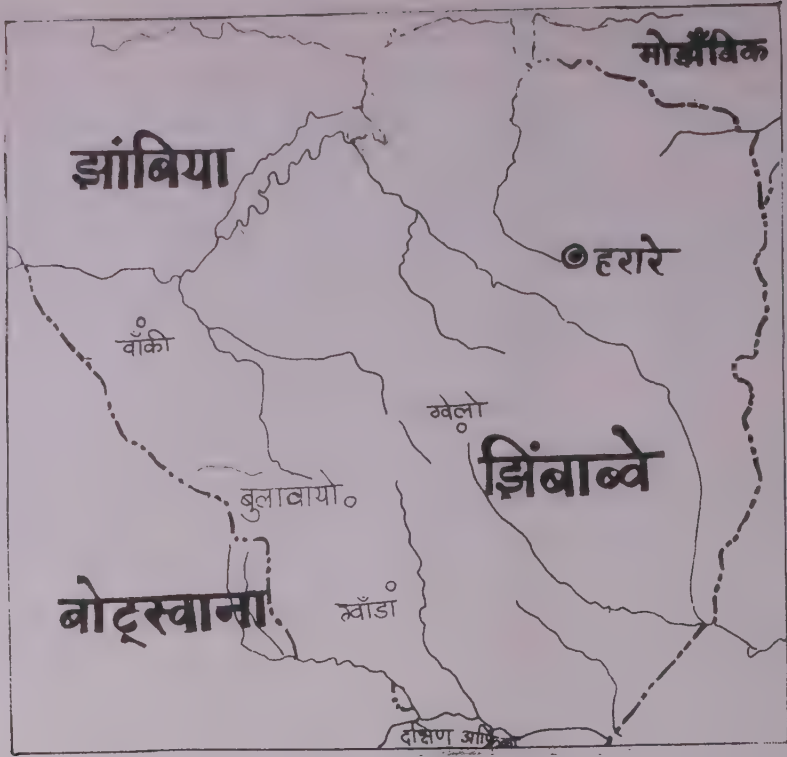 मोझाँबिक
झांबिया
हरारे
वाँकी
ग्वेलो
झिंबाब्वे
बुलावायो
बोट्स्वाना
ग्वाँडा
दक्षिण आफ्रिका